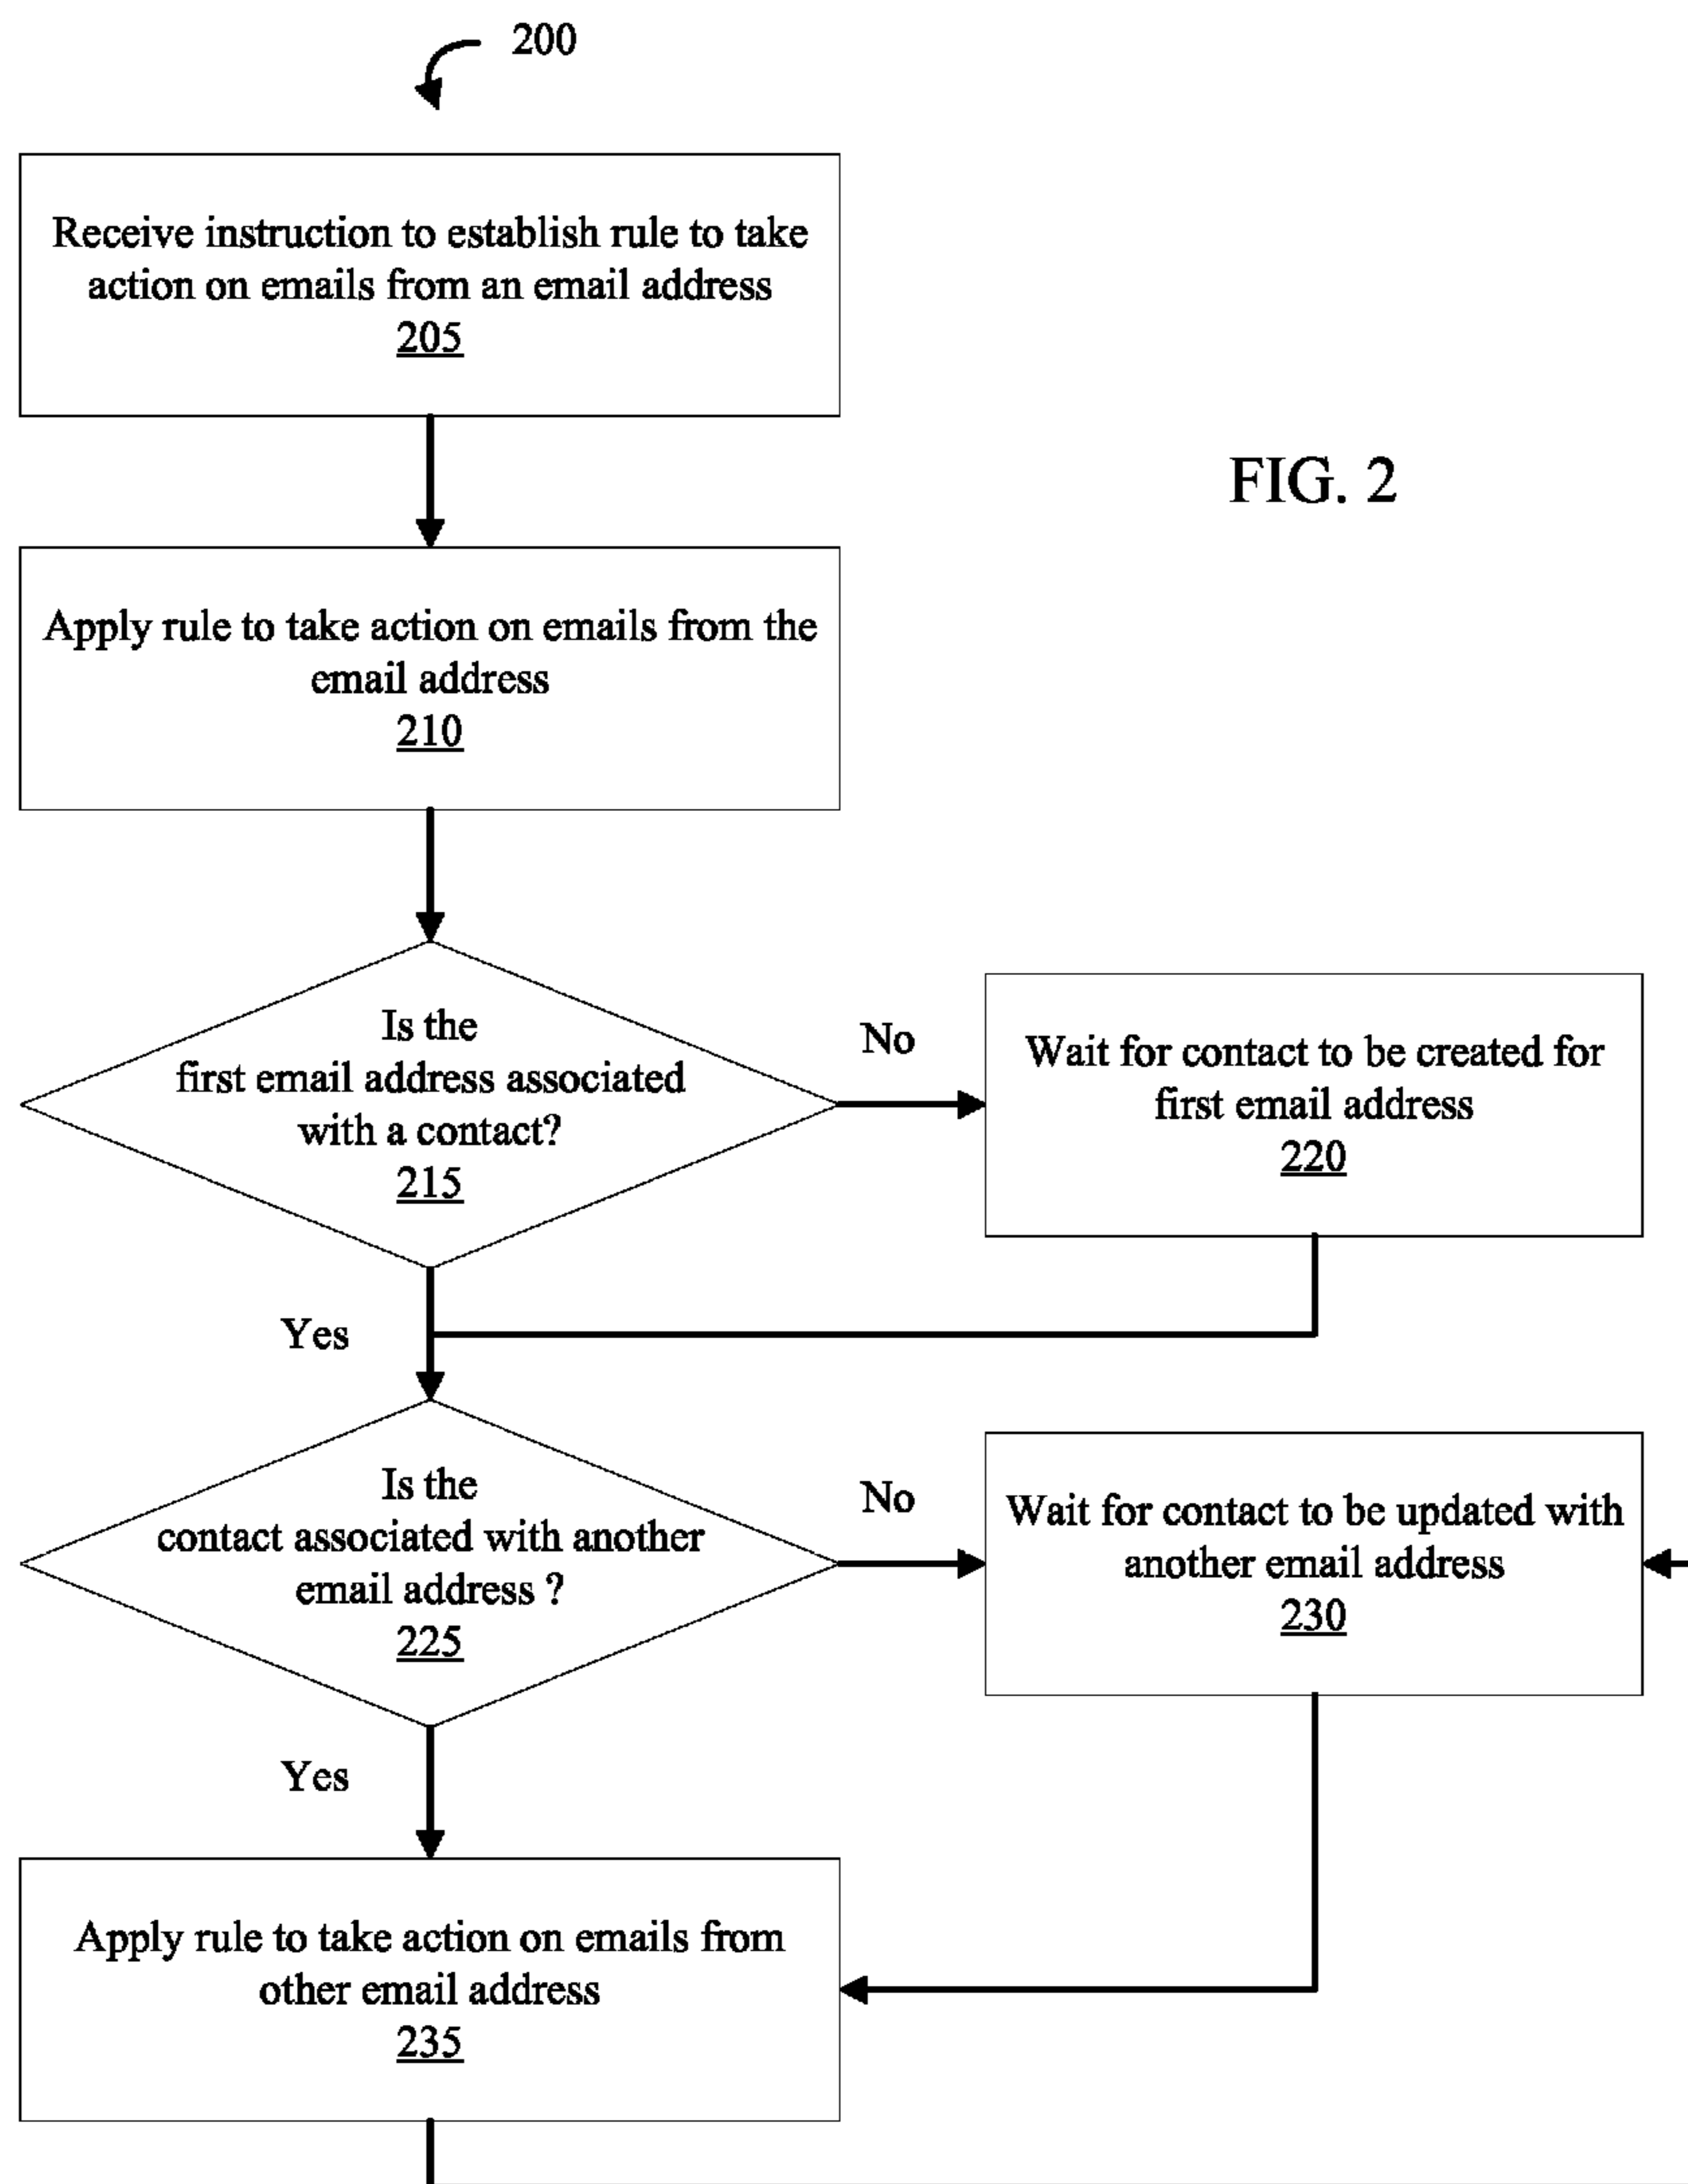 200
Receive instruction to establish rule to take
action on emails from an email address
205
FIG. 2
Apply rule to take action on emails from the
email address
210
Is the
first email address associated
with a contact?
215
No
Wait for contact to be created for
first email address
220
Yes
Is the
contact associated with another
email address ?
225
No
Wait for contact to be updated with
another email address
230
Yes
Apply rule to take action on emails from
other email address
235